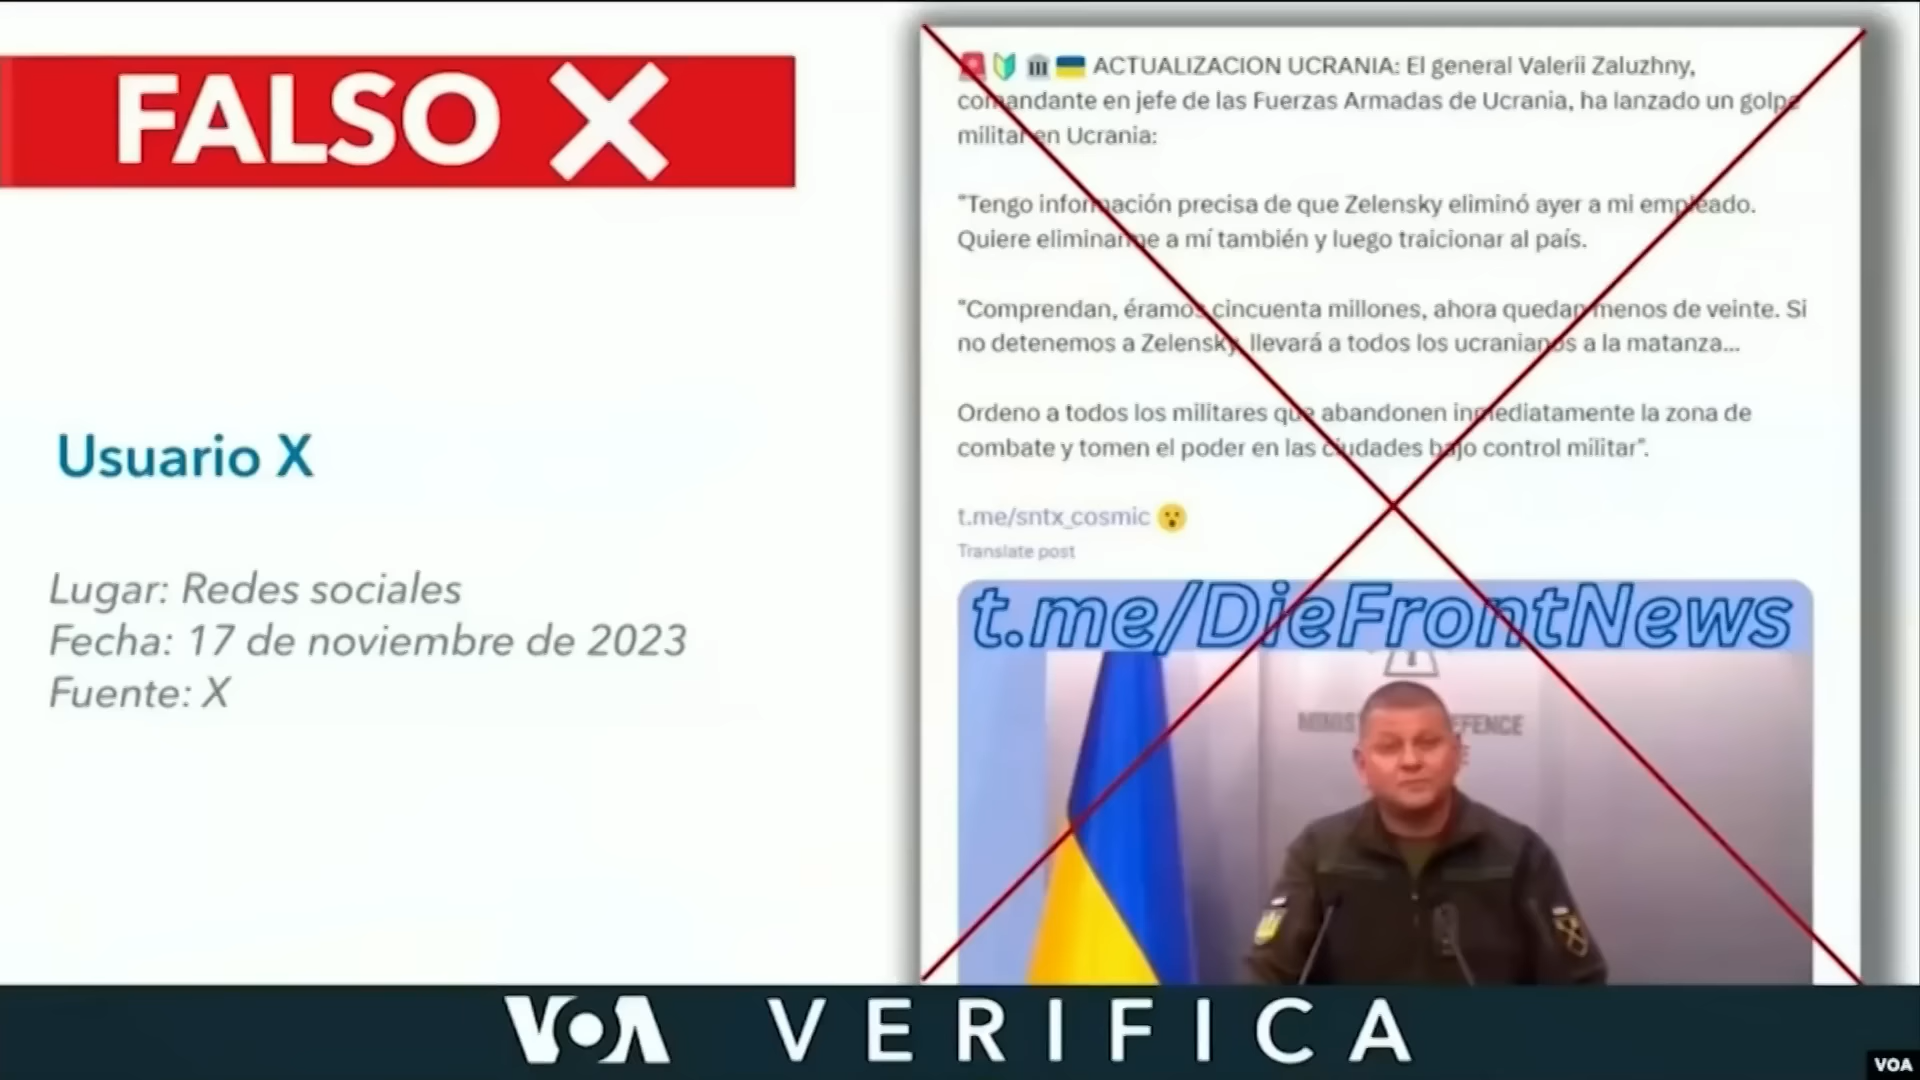 FALSO X
Usuario X
Lugar: Redes sociales
Fecha: 17 de noviembre de 2023
Fuente: X
ACTUALIZACION UCRANIA: El general Valerii Zaluzhny,
comandante en jefe de las Fuerzas Armadas de Ucrania, ha lanzado un golpe
militar en Ucrania:
"Tengo información precisa de que Zelensky eliminó ayer a mi empleado.
Quiere eliminarme a mí también y luego traicionar al país.
"Comprendan, éramos cincuenta millones, ahora quedan menos de veinte. Si
no detenemos a Zelensky, llevará a todos los ucranianos a la matanza...
Ordeno a todos los militares que abandonen inmediatamente la zona de
combate y tomen el poder en las ciudades bajo control militar".
t.me/sntx_cosmic
Translate post
t.me/DieFrontNews
VOA VERIFICA
VOA